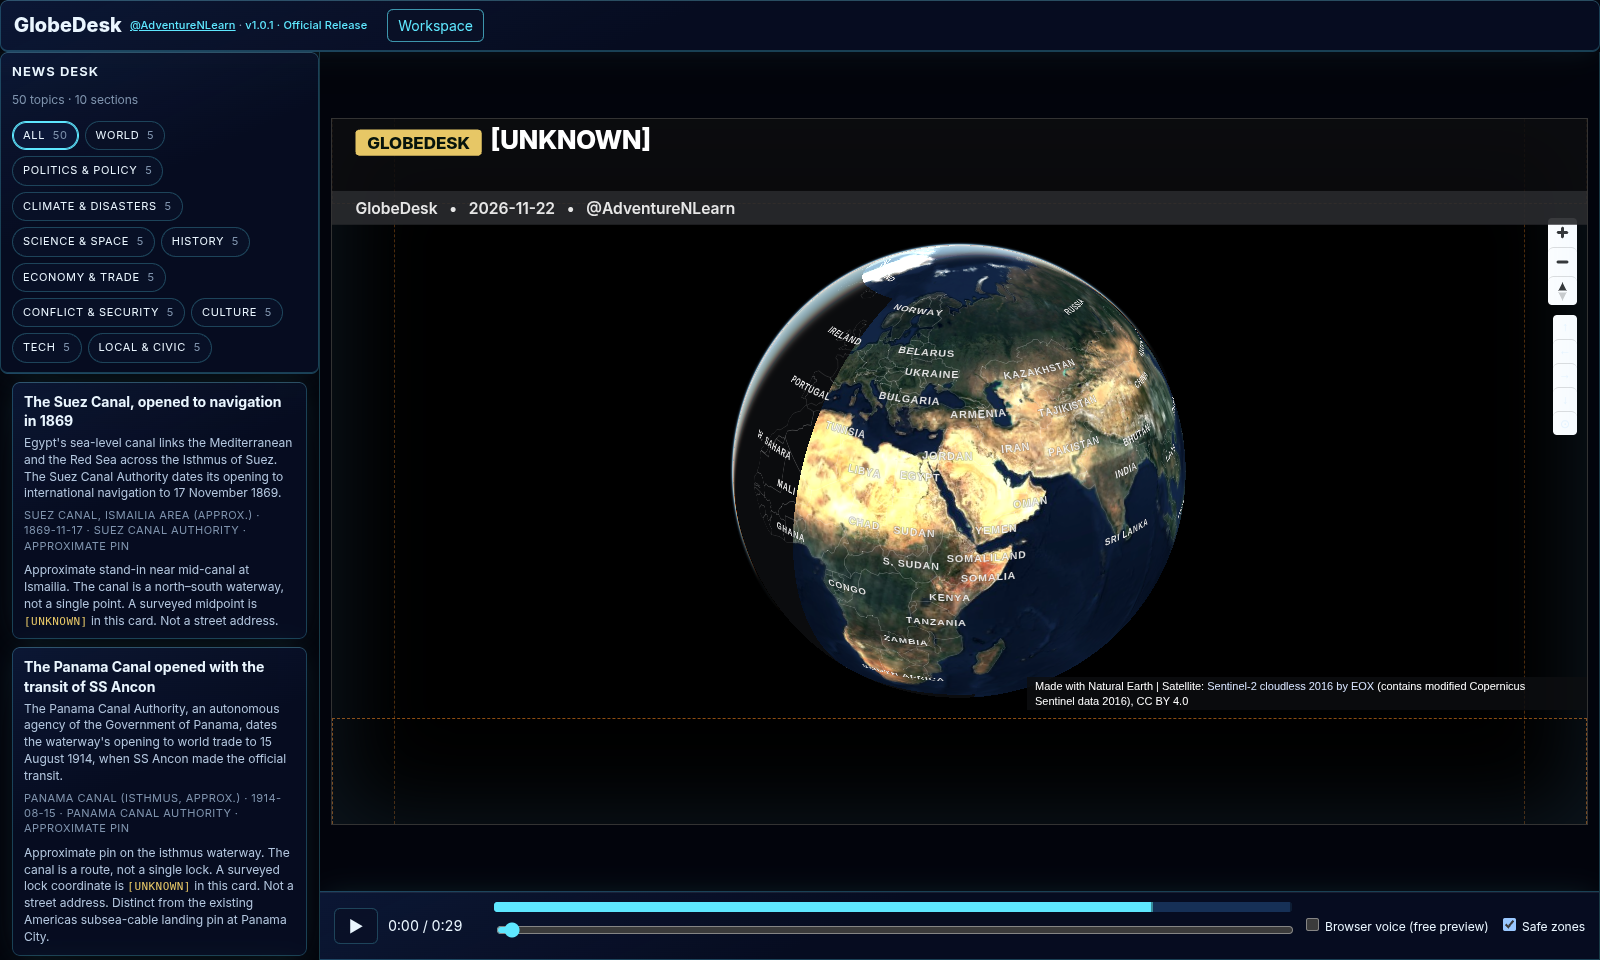 GlobeDesk @AdventureNLearn · v1.0.1 · Official Release Workspace
NEWS DESK
50 topics · 10 sections
ALL 50 WORLD 5
POLITICS & POLICY 5
CLIMATE & DISASTERS 5
SCIENCE & SPACE 5 HISTORY 5
ECONOMY & TRADE 5
CONFLICT & SECURITY 5 CULTURE 5
TECH 5 LOCAL & CIVIC 5
The Suez Canal, opened to navigation
in 1869
Egypt's sea-level canal links the Mediterranean
and the Red Sea across the Isthmus of Suez.
The Suez Canal Authority dates its opening to
international navigation to 17 November 1869.
SUEZ CANAL, ISMAILIA AREA (APPROX.) ·
1869-11-17 · SUEZ CANAL AUTHORITY ·
APPROXIMATE PIN
Approximate stand-in near mid-canal at
Ismailia. The canal is a north–south waterway,
not a single point. A surveyed midpoint is
[UNKNOWN] in this card. Not a street address.
The Panama Canal opened with the
transit of SS Ancon
The Panama Canal Authority, an autonomous
agency of the Government of Panama, dates
the waterway's opening to world trade to 15
August 1914, when SS Ancon made the official
transit.
PANAMA CANAL (ISTHMUS, APPROX.) · 1914-
08-15 · PANAMA CANAL AUTHORITY ·
APPROXIMATE PIN
Approximate pin on the isthmus waterway. The
canal is a route, not a single lock. A surveyed
lock coordinate is [UNKNOWN] in this card. Not a
street address. Distinct from the existing
Americas subsea-cable landing pin at Panama
City.
GLOBEDESK [UNKNOWN]
GlobeDesk • 2026-11-22 • @AdventureNLearn
NORWAY
RUSSIA
IRELAND
BELARUS
UKRAINE
KAZAKHSTAN
CHINA
PORTUGAL
BULGARIA
TAJIKISTAN
ARMENIA
TUNISIA
BHUTAN
W SAHARA
JORDAN
IRAN
PAKISTAN
LIBYA
EGYPT
INDIA
MALI
OMAN
CHAD
SUDAN
YEMEN
GHANA
SRI LANKA
S. SUDAN
SOMALILAND
SOMALIA
CONGO
KENYA
TANZANIA
ZAMBIA
SOUTH AFRICA
Made with Natural Earth | Satellite: Sentinel-2 cloudless 2016 by EOX (contains modified Copernicus
Sentinel data 2016), CC BY 4.0
0:00 / 0:29
Browser voice (free preview) Safe zones